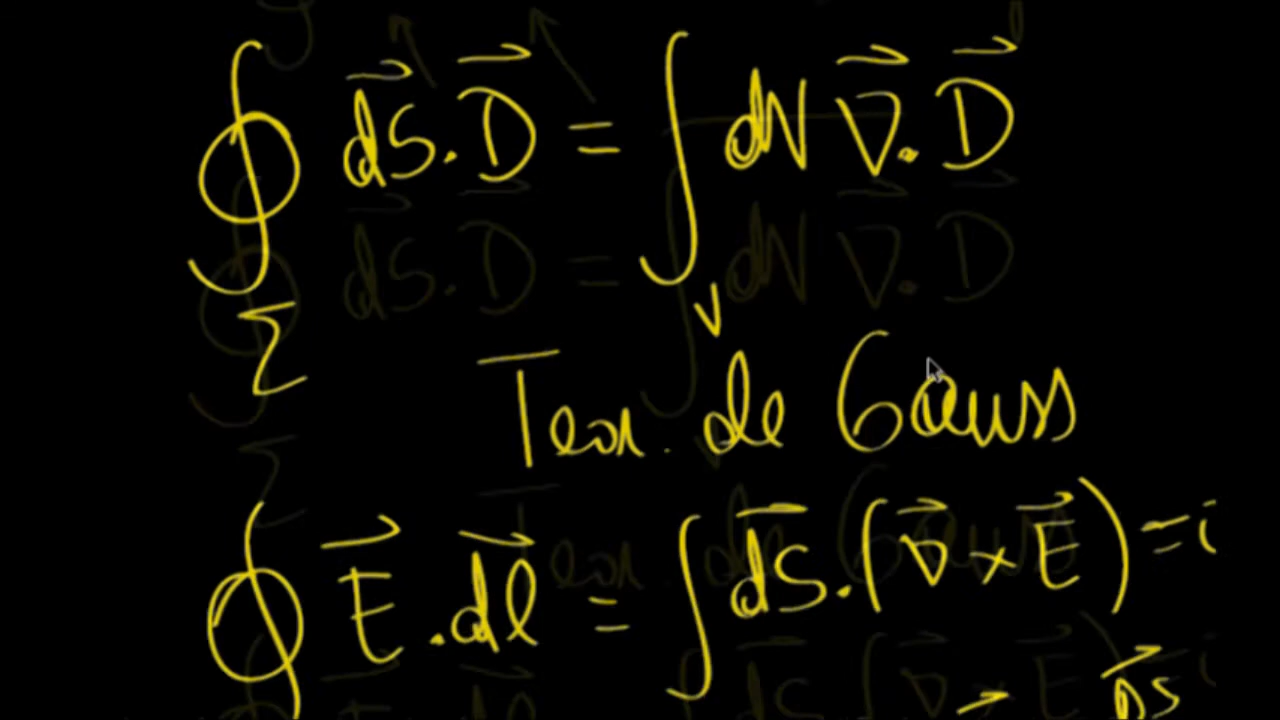 ∮ d⃗S⃗ . D⃗ = ∫ dV ∇⃗ . D⃗
Σ V
Teor. de Gauss
∮ E⃗ . d⃗l⃗ = ∫ d⃗S⃗ . (∇⃗ × E⃗) =